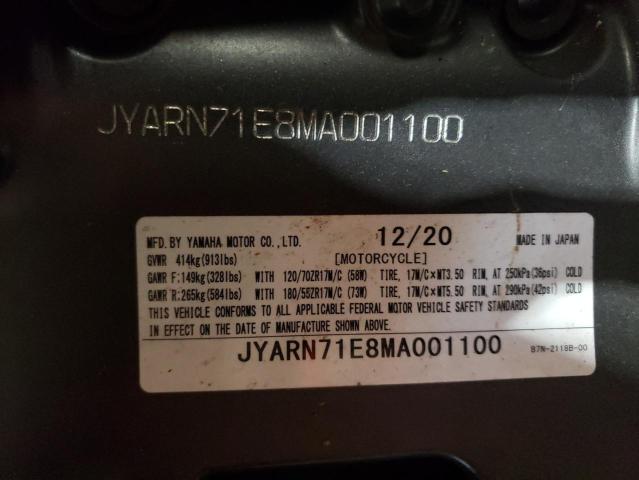 JYARN71E8MA001100
MFD. BY YAMAHA MOTOR CO., LTD. 12/20 MADE IN JAPAN
GVWR 414kg(913lbs) [MOTORCYCLE]
GAWR F:149kg(328lbs) WITH 120/70ZR17M/C (58W) TIRE, 17M/C×MT3.50 RIM, AT 250kPa(36psi) COLD
GAWR R:265kg(584lbs) WITH 180/55ZR17M/C (73W) TIRE, 17M/C×MT5.50 RIM, AT 290kPa(42psi) COLD
THIS VEHICLE CONFORMS TO ALL APPLICABLE FEDERAL MOTOR VEHICLE SAFETY STANDARDS
IN EFFECT ON THE DATE OF MANUFACTURE SHOWN ABOVE.
JYARN71E8MA001100 B7N-2118B-00